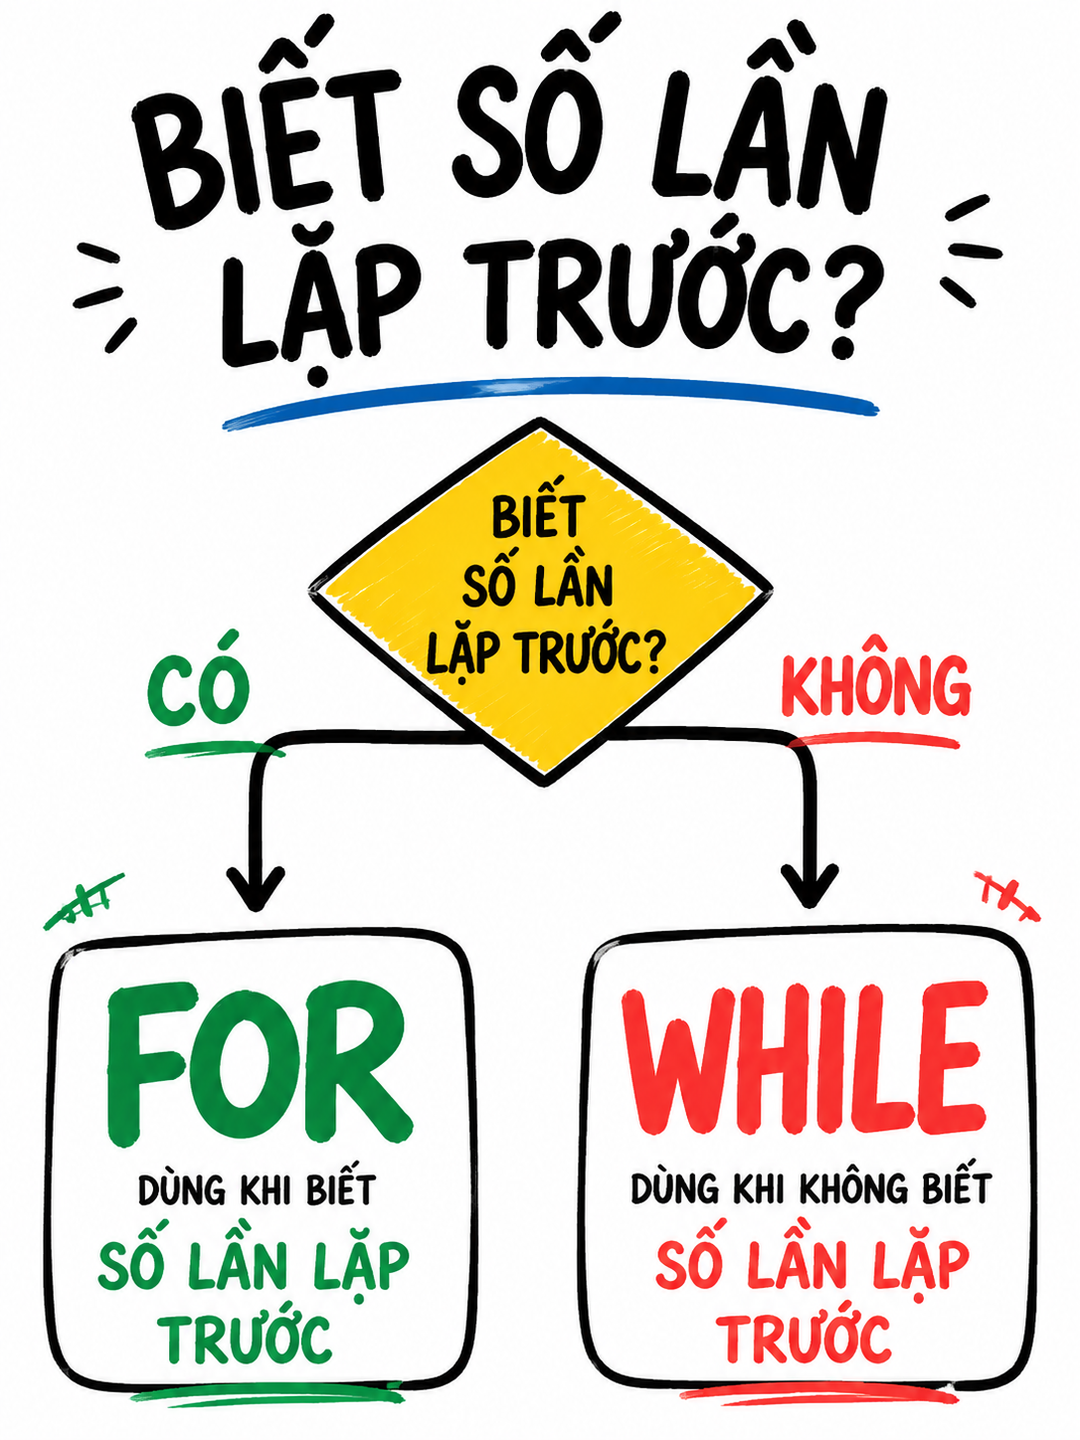 BIẾT SỐ LẦN
LẶP TRƯỚC?
BIẾT
SỐ LẦN
LẶP TRƯỚC?
CÓ
KHÔNG
FOR
DÙNG KHI BIẾT
SỐ LẦN LẶP
TRƯỚC
WHILE
DÙNG KHI KHÔNG BIẾT
SỐ LẦN LẶP
TRƯỚC